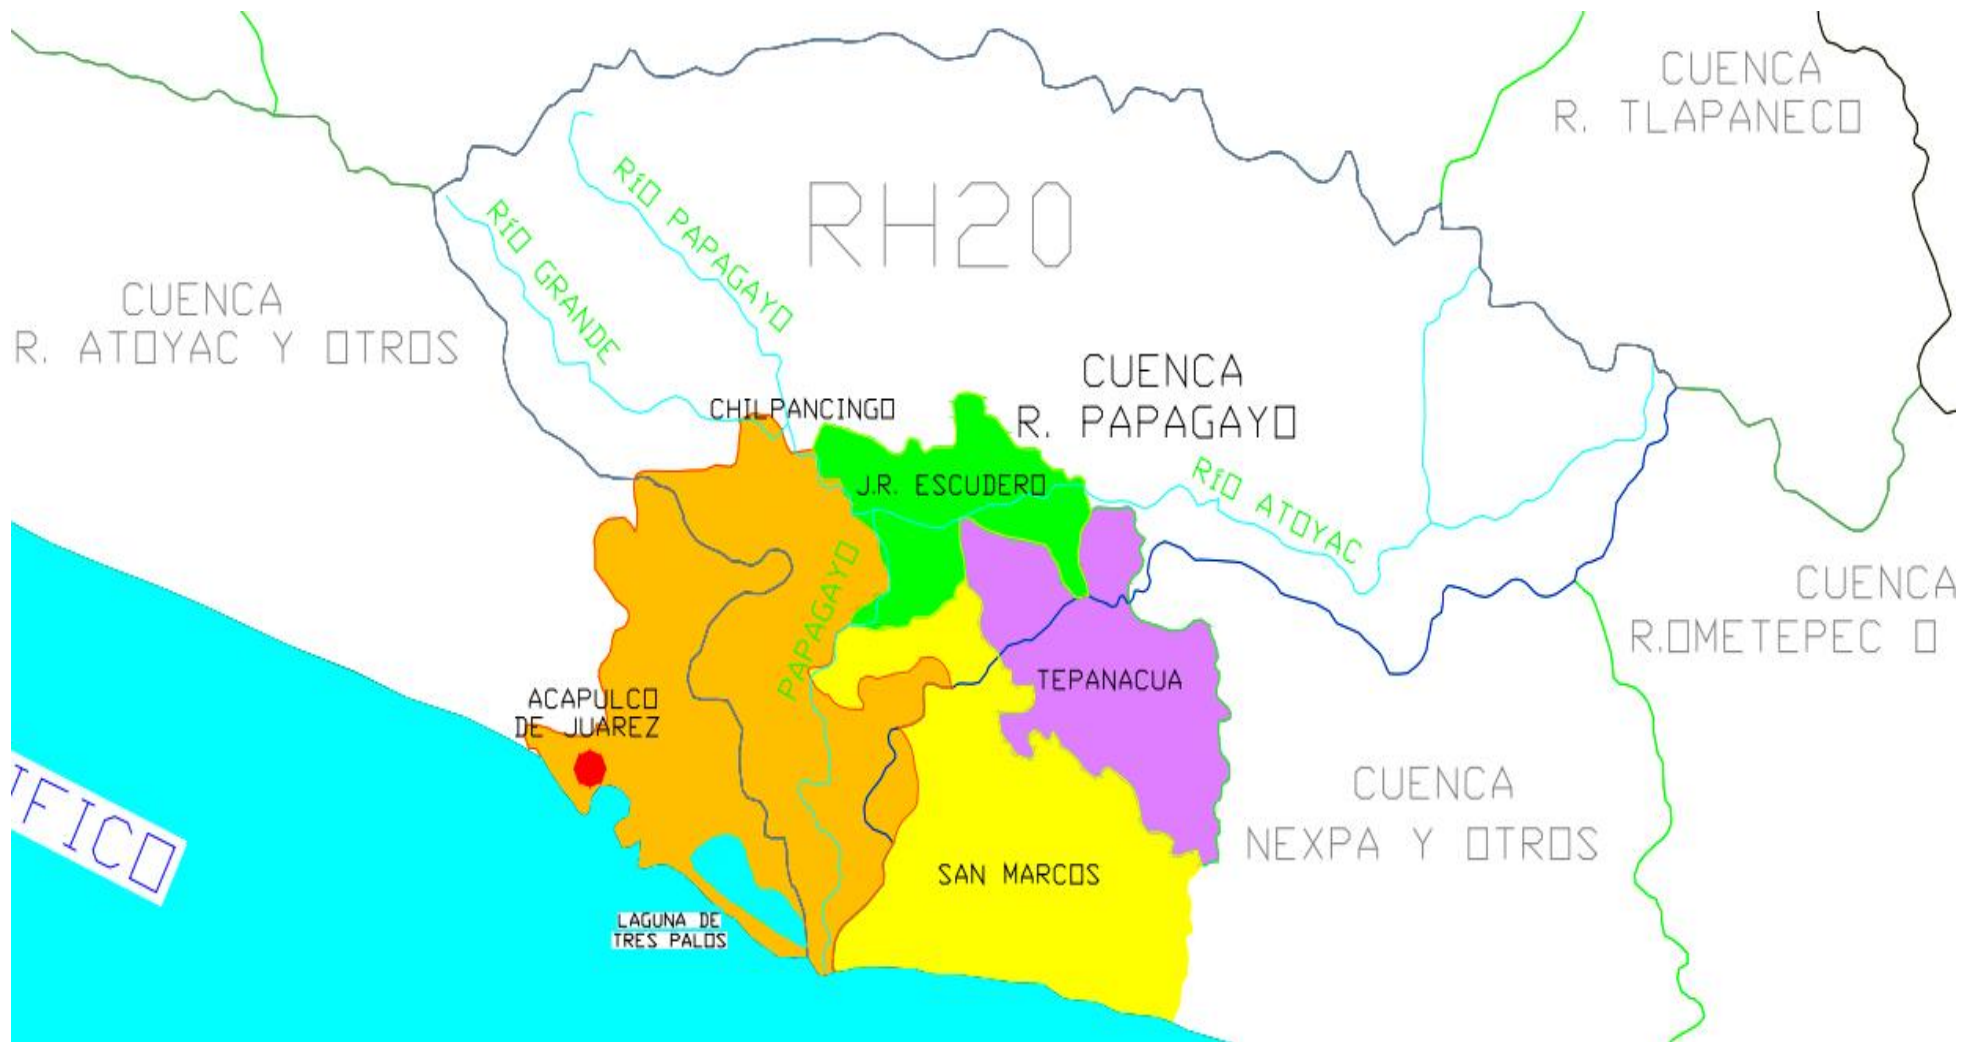 CUENCA
R. TLAPANECO
RÍO PAPAGAYO
RH20
RÍO GRANDE
CUENCA
R. ATOYAC Y OTROS
CUENCA
R. PAPAGAYO
CHILPANCINGO
J.R. ESCUDERO
RÍO ATOYAC
PAPAGAYO
CUENCA
R.OMETEPEC O
TEPANACUA
ACAPULCO
DE JUAREZ
CUENCA
NEXPA Y OTROS
IFICO
SAN MARCOS
LAGUNA DE
TRES PALOS